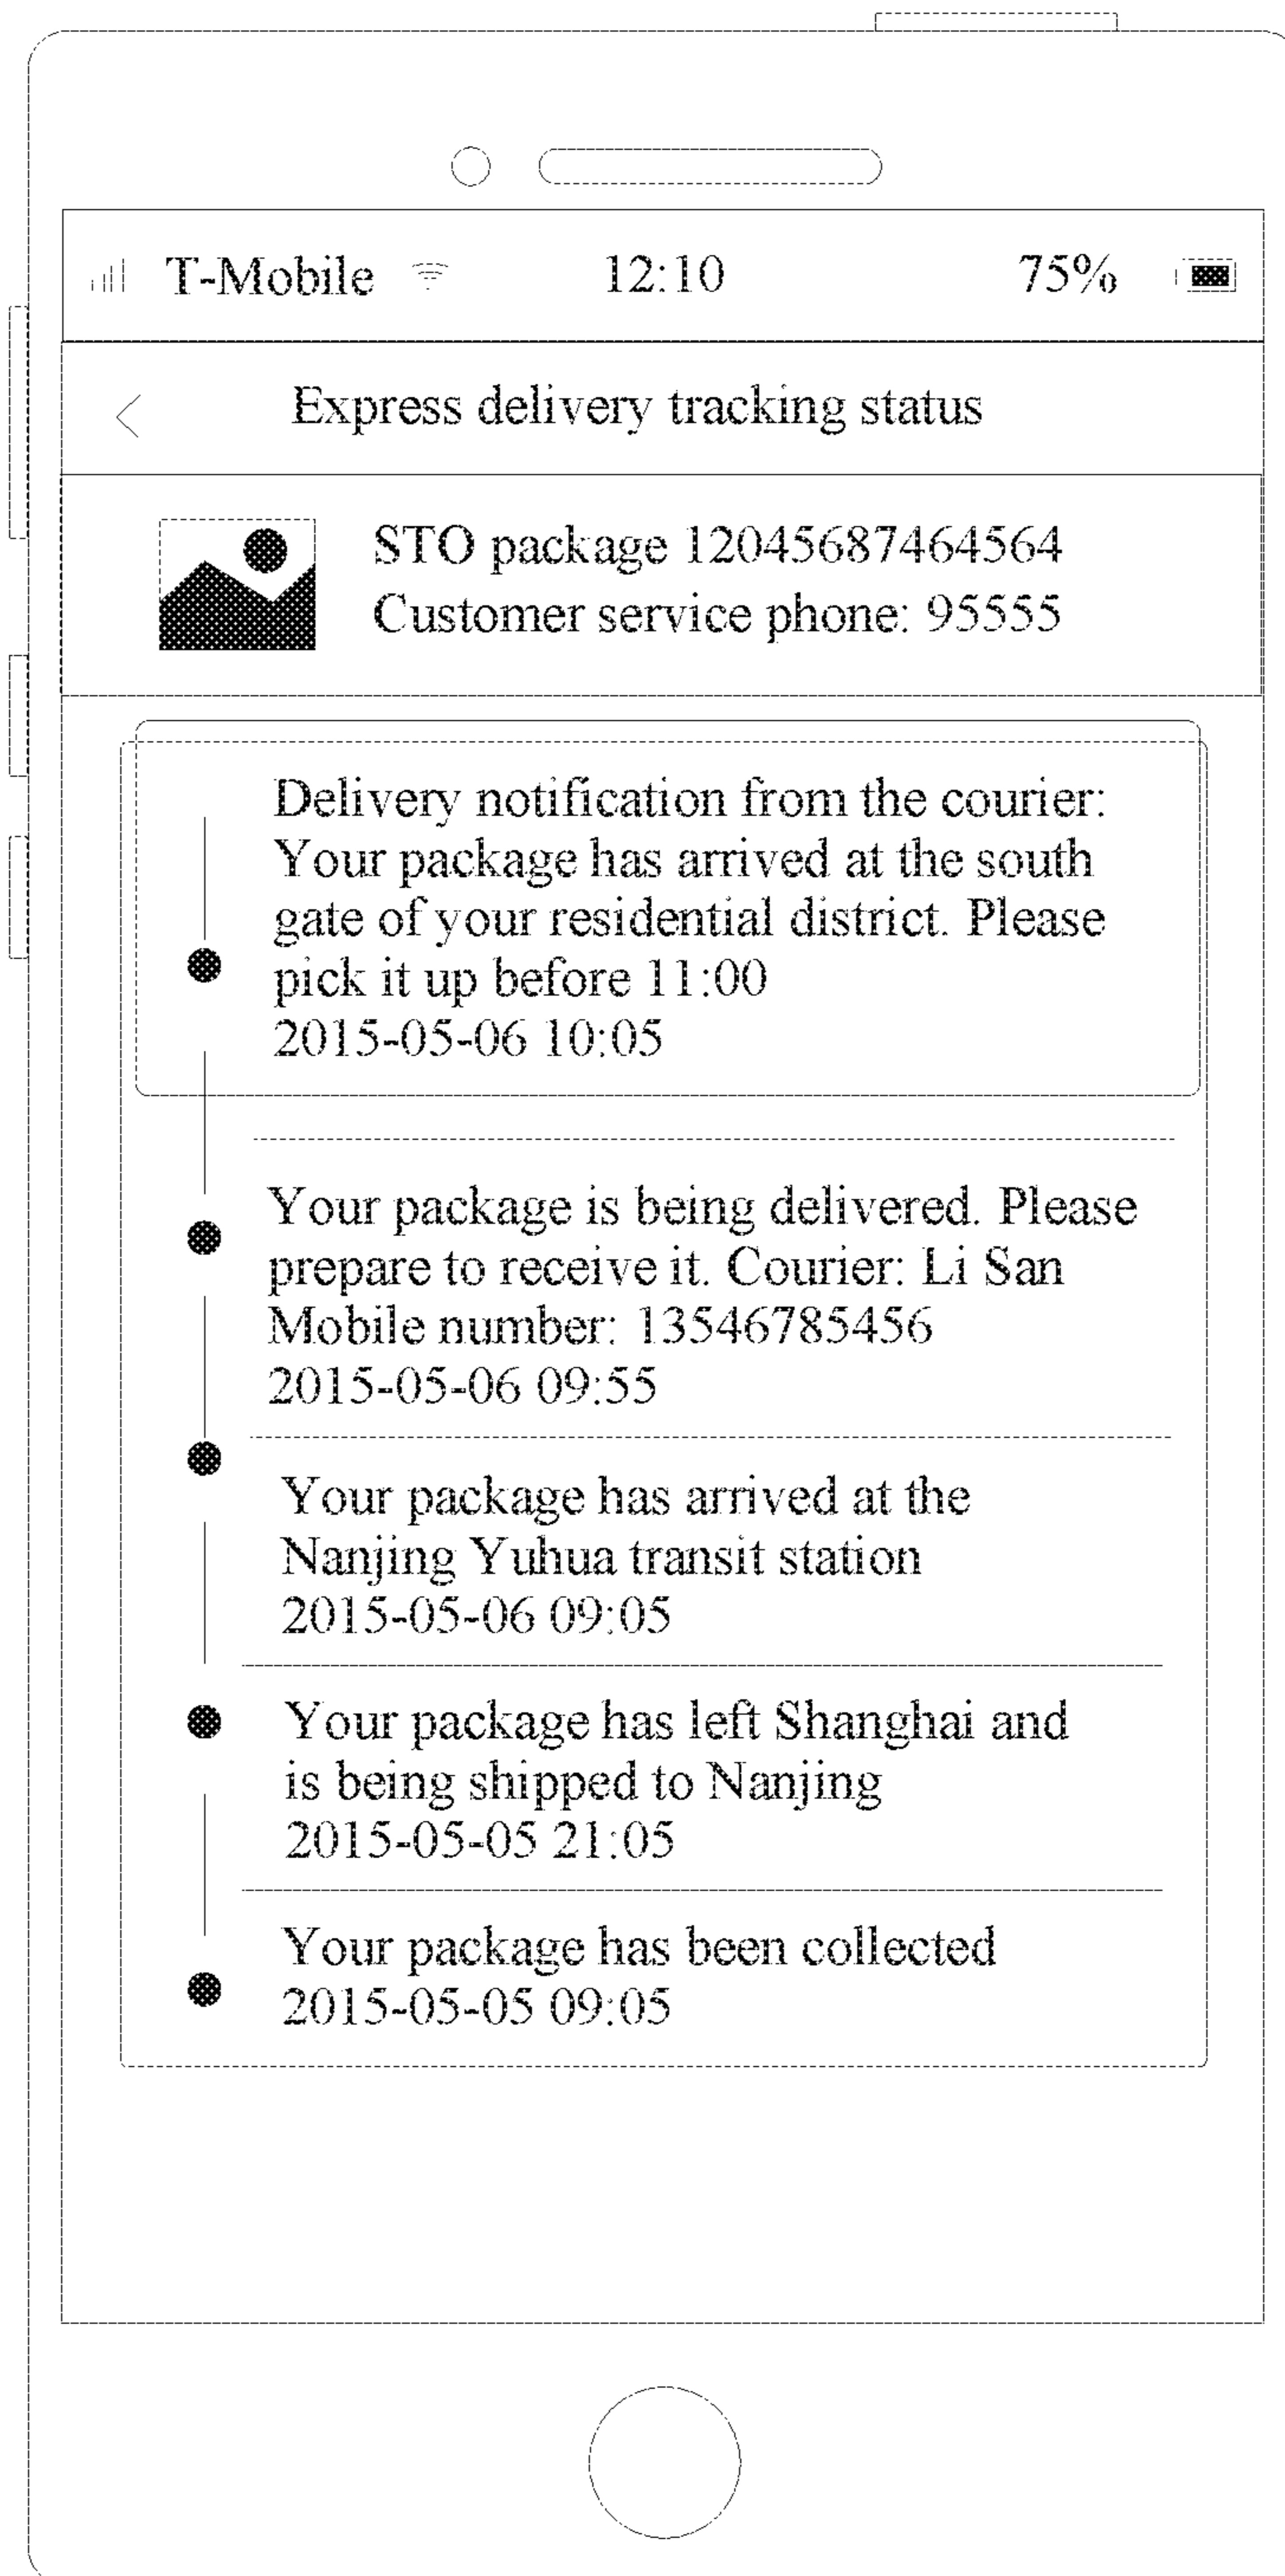 T-Mobile 12:10 75%
Express delivery tracking status
STO package 12045687464564
Customer service phone: 95555
Delivery notification from the courier:
Your package has arrived at the south
gate of your residential district. Please
pick it up before 11:00
2015-05-06 10:05
Your package is being delivered. Please
prepare to receive it. Courier: Li San
Mobile number: 13546785456
2015-05-06 09:55
Your package has arrived at the
Nanjing Yuhua transit station
2015-05-06 09:05
Your package has left Shanghai and
is being shipped to Nanjing
2015-05-05 21:05
Your package has been collected
2015-05-05 09:05